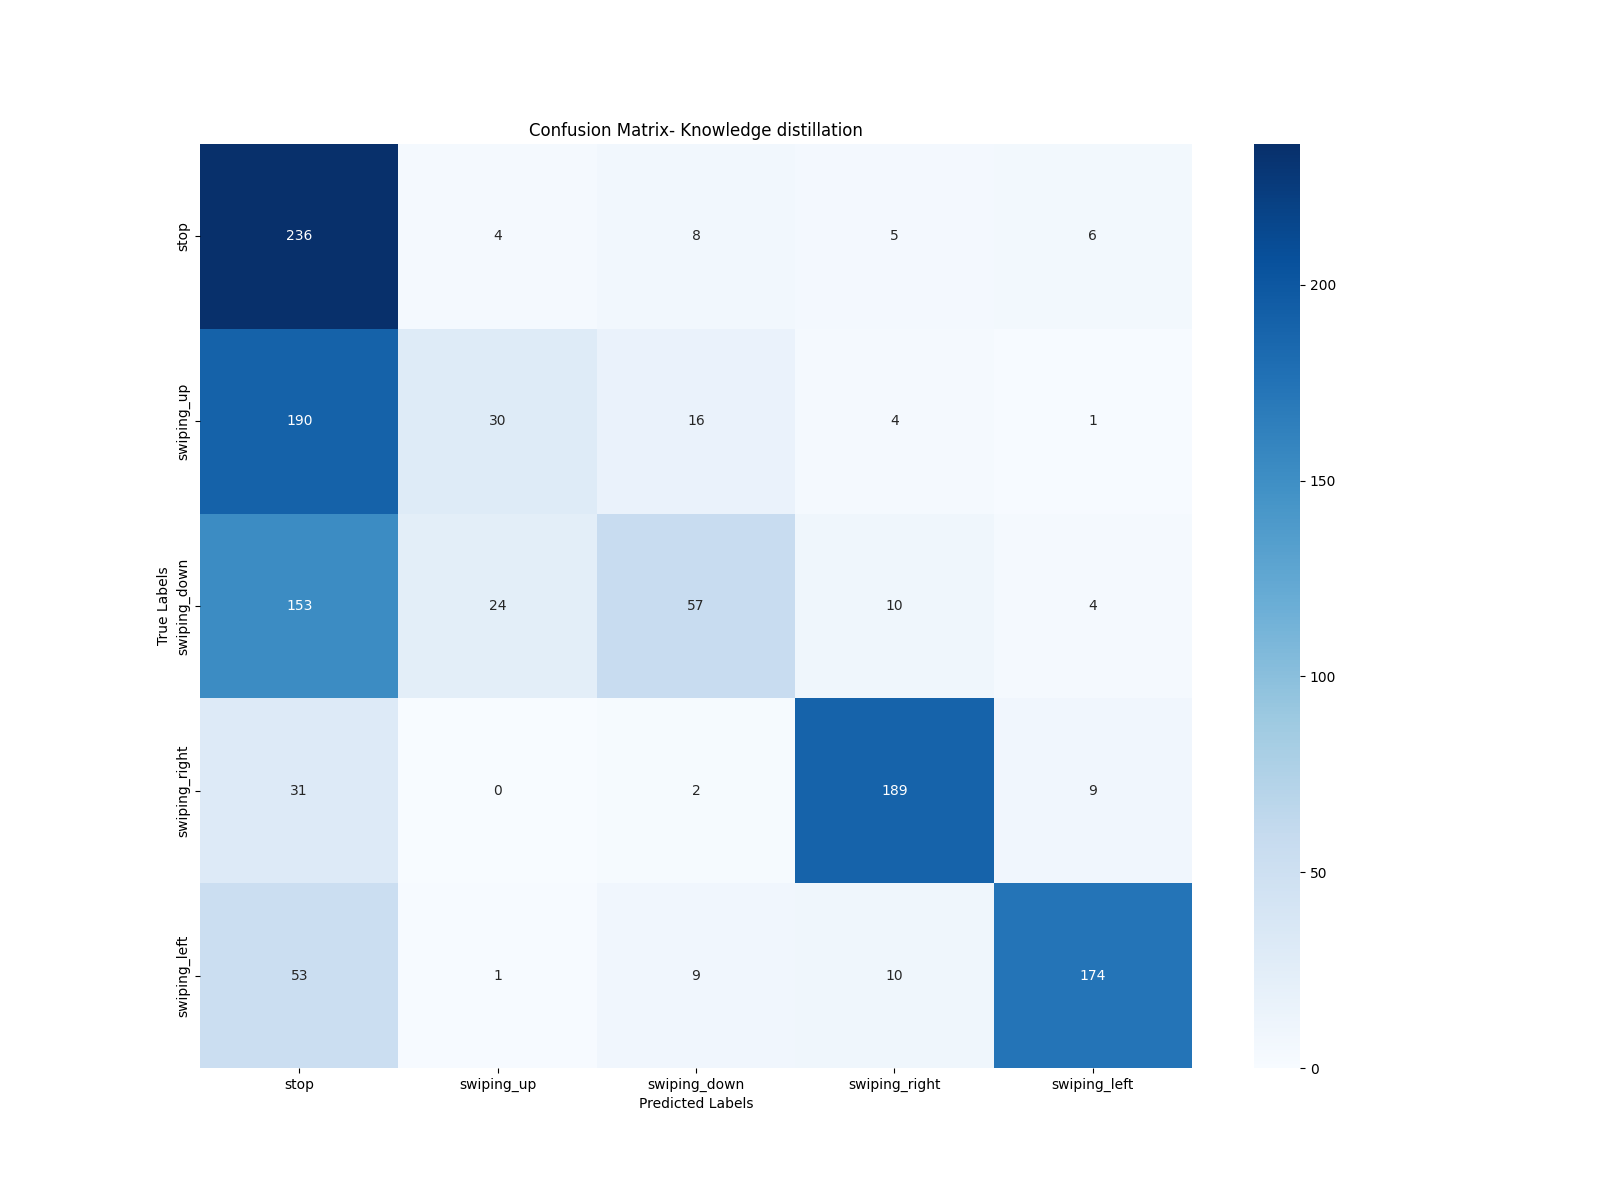 Confusion Matrix- Knowledge distillation
True Labels
stop
236 4 8 5 6
swiping_up
190 30 16 4 1
swiping_down
153 24 57 10 4
swiping_right
31 0 2 189 9
swiping_left
53 1 9 10 174
stop swiping_up swiping_down swiping_right swiping_left
Predicted Labels
200
150
100
50
0